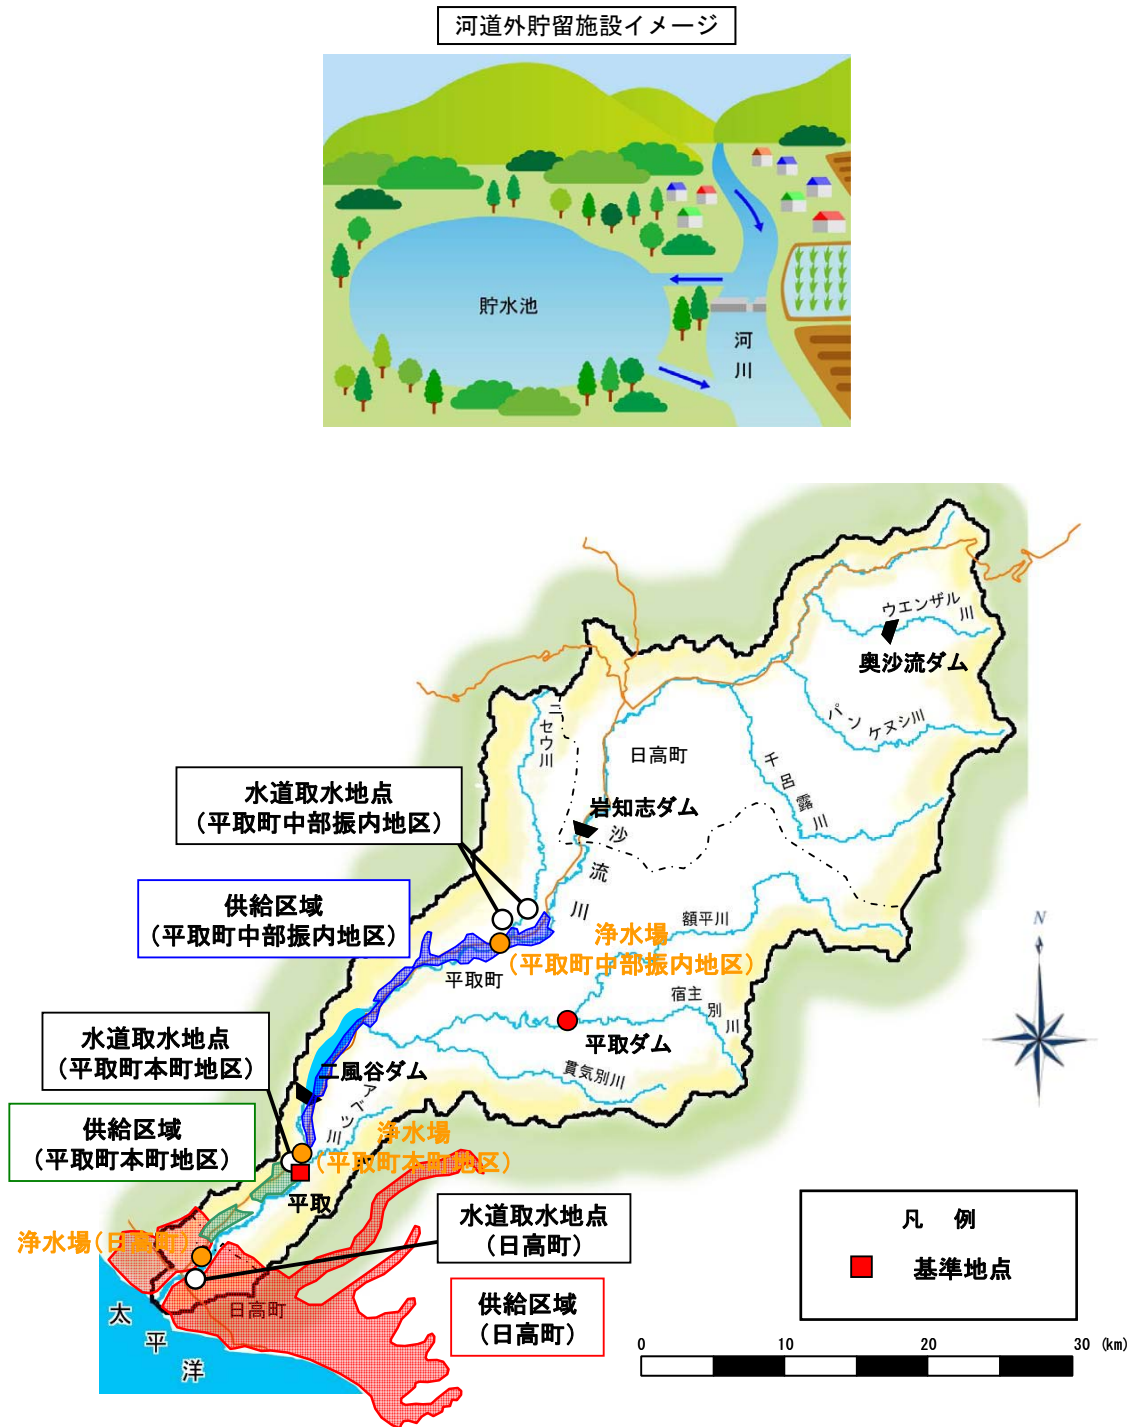 河道外貯留施設イメージ
貯水池
河川
ウエンザル川
奥沙流ダム
パンケヌシ川
ニセウ川
日高町
千呂露川
水道取水地点
(平取町中部振内地区)
岩知志ダム
沙流川
供給区域
(平取町中部振内地区)
額平川
浄水場
(平取町中部振内地区)
平取町
宿主別川
水道取水地点
(平取町本町地区)
平取ダム
二風谷ダム
貫気別川
アベツ川
供給区域
(平取町本町地区)
浄水場
(平取町本町地区)
平取
水道取水地点
(日高町)
浄水場(日高町)
日高町
供給区域
(日高町)
太平洋
凡 例
基準地点
N
0 10 20 30 (km)